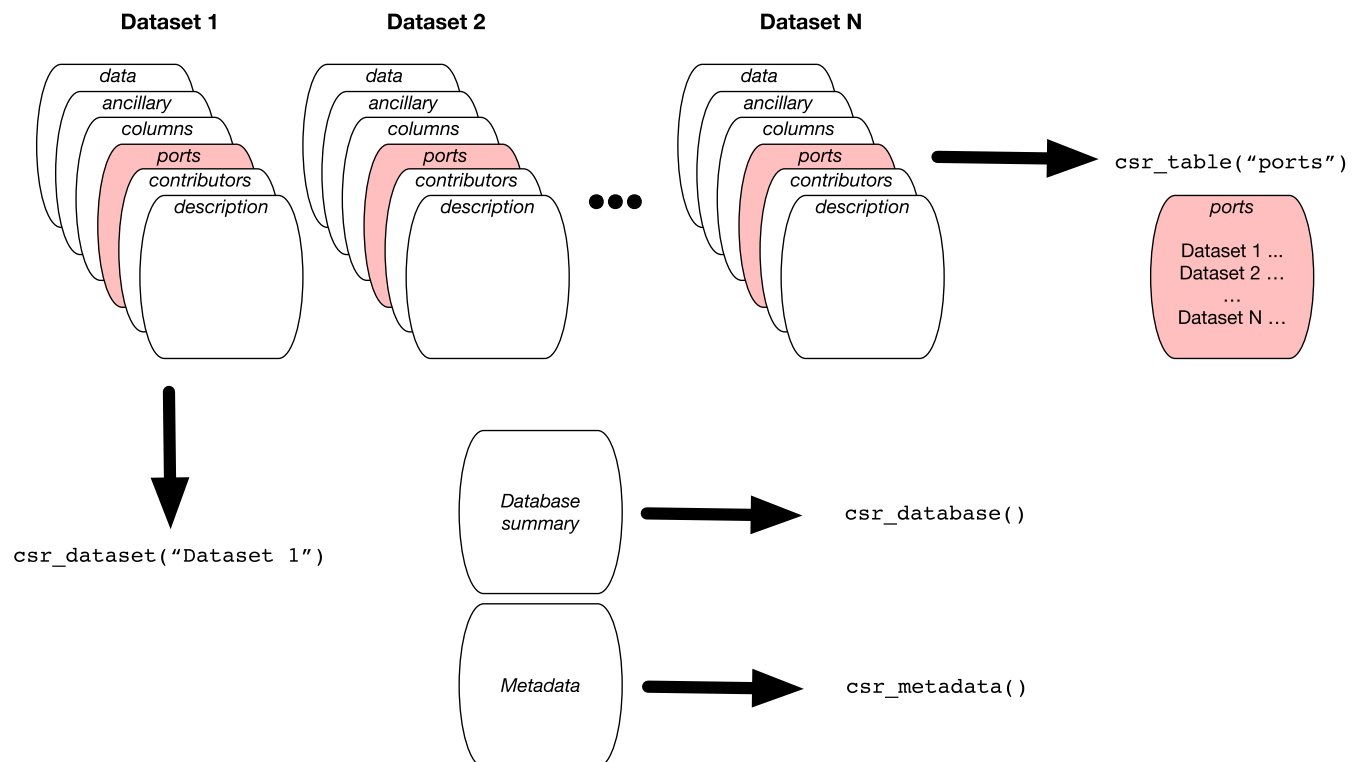 Dataset 1
data
ancillary
columns
ports
contributors
description
Dataset 2
data
ancillary
columns
ports
contributors
description
Dataset N
data
ancillary
columns
ports
contributors
description
csr_table(“ports”)
ports
Dataset 1 ...
Dataset 2 …
…
Dataset N …
csr_dataset(“Dataset 1”)
Database
summary
csr_database()
Metadata
csr_metadata()